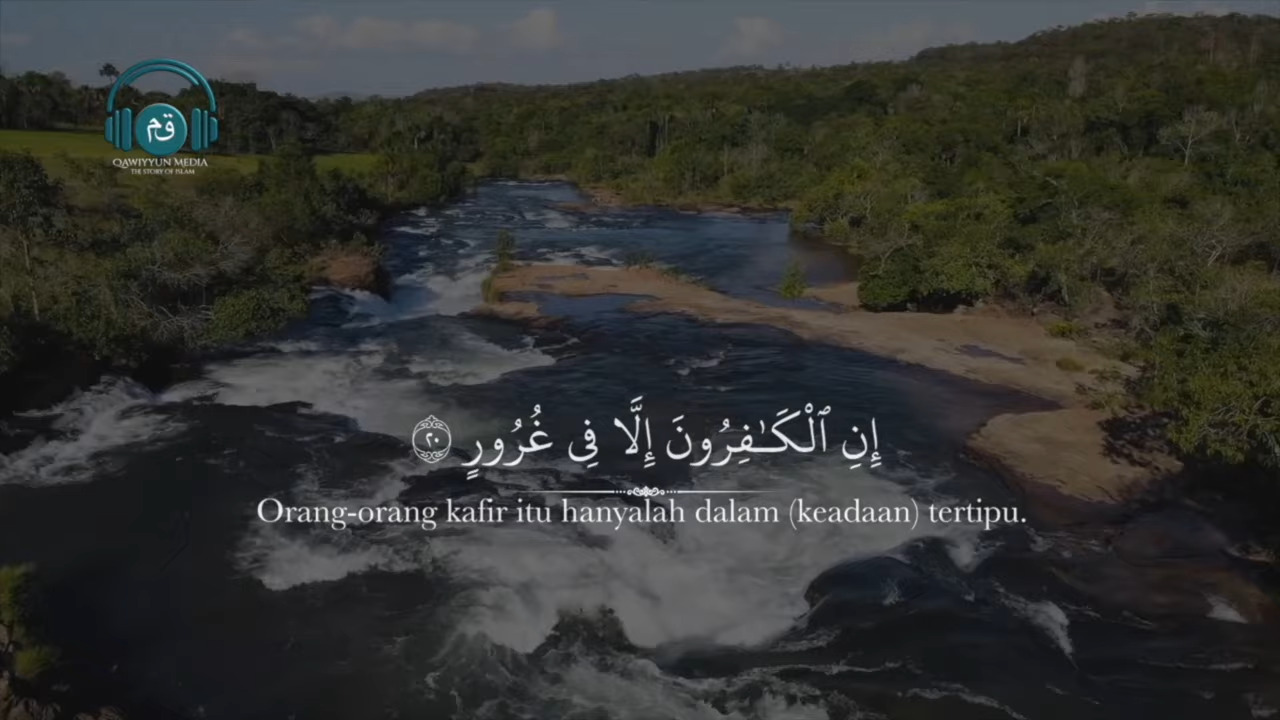 قم
QAWIYYUN MEDIA
THE STORY OF ISLAM
إِنِ ٱلْكَـٰفِرُونَ إِلَّا فِى غُرُورٍ ٢٠
Orang-orang kafir itu hanyalah dalam (keadaan) tertipu.